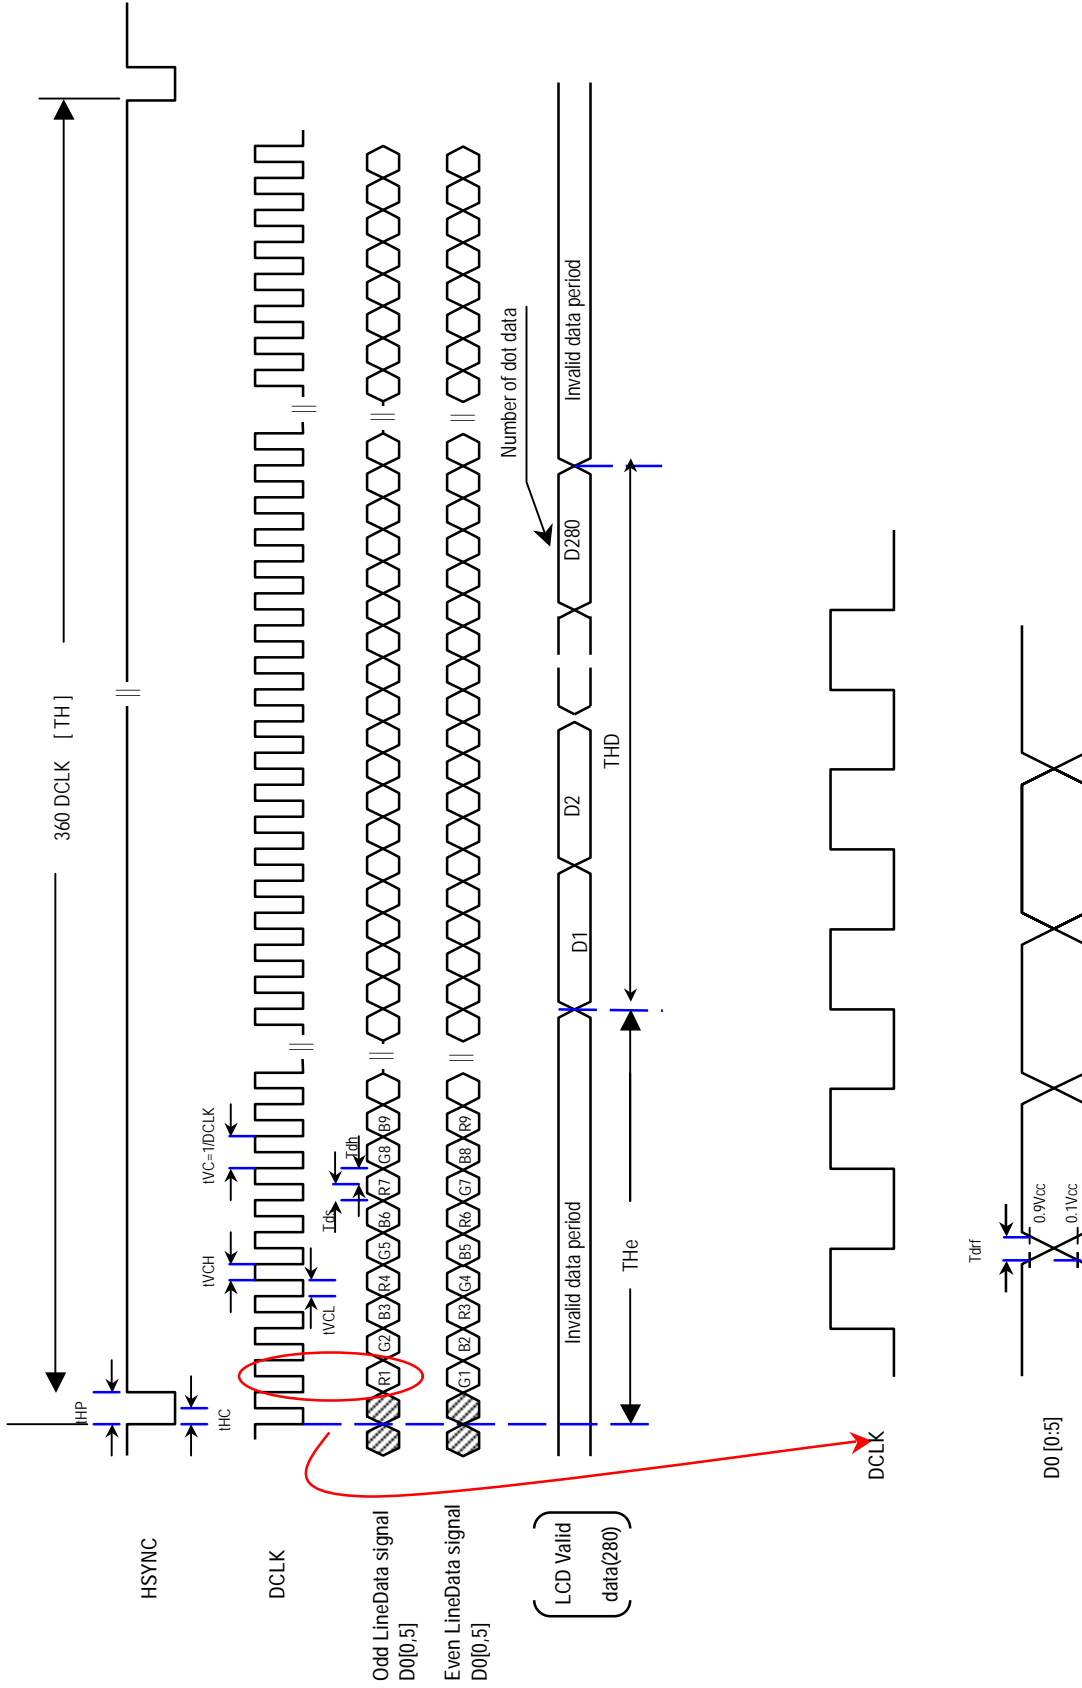 360 DCLK [ TH ]
tHP
HSYNC
tHC
tVCH
tVC=1/DCLK
DCLK
tVCL
Tds
Tdh
Odd LineData signal
D0[0,5]
R1 G2 B3 R4 G5 B6 R7 G8 B9
Even LineData signal
D0[0,5]
G1 B2 R3 G4 B5 R6 G7 B8 R9
Number of dot data
LCD Valid
data(280)
Invalid data period
D1
D2
D280
Invalid data period
THe
THD
DCLK
Tdrf
0.9Vcc
0.1Vcc
D0 [0:5]